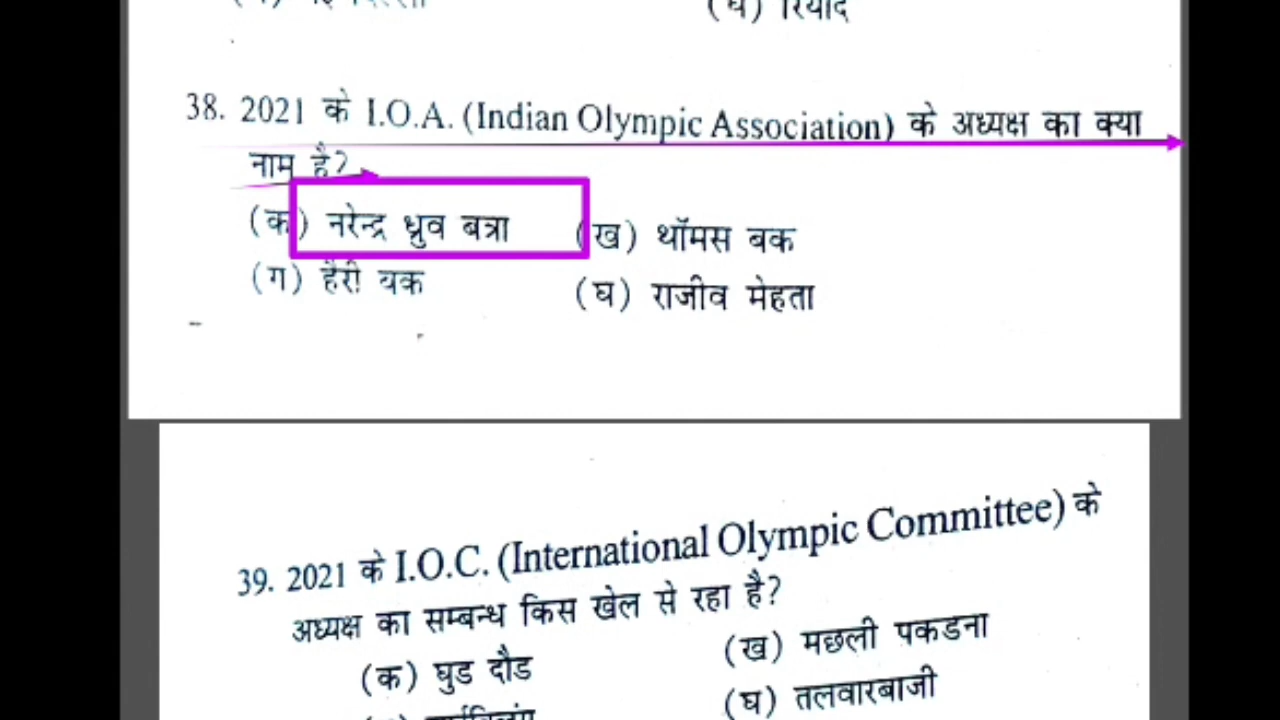 (घ) रियाद
38. 2021 के I.O.A. (Indian Olympic Association) के अध्यक्ष का क्या
नाम है?
(क) नरेन्द्र ध्रुव बत्रा (ख) थॉमस बक
(ग) हैरी यक (घ) राजीव मेहता
39. 2021 के I.O.C. (International Olympic Committee) के
अध्यक्ष का सम्बन्ध किस खेल से रहा है?
(क) घुड दौड (ख) मछली पकडना
(घ) तलवारबाजी